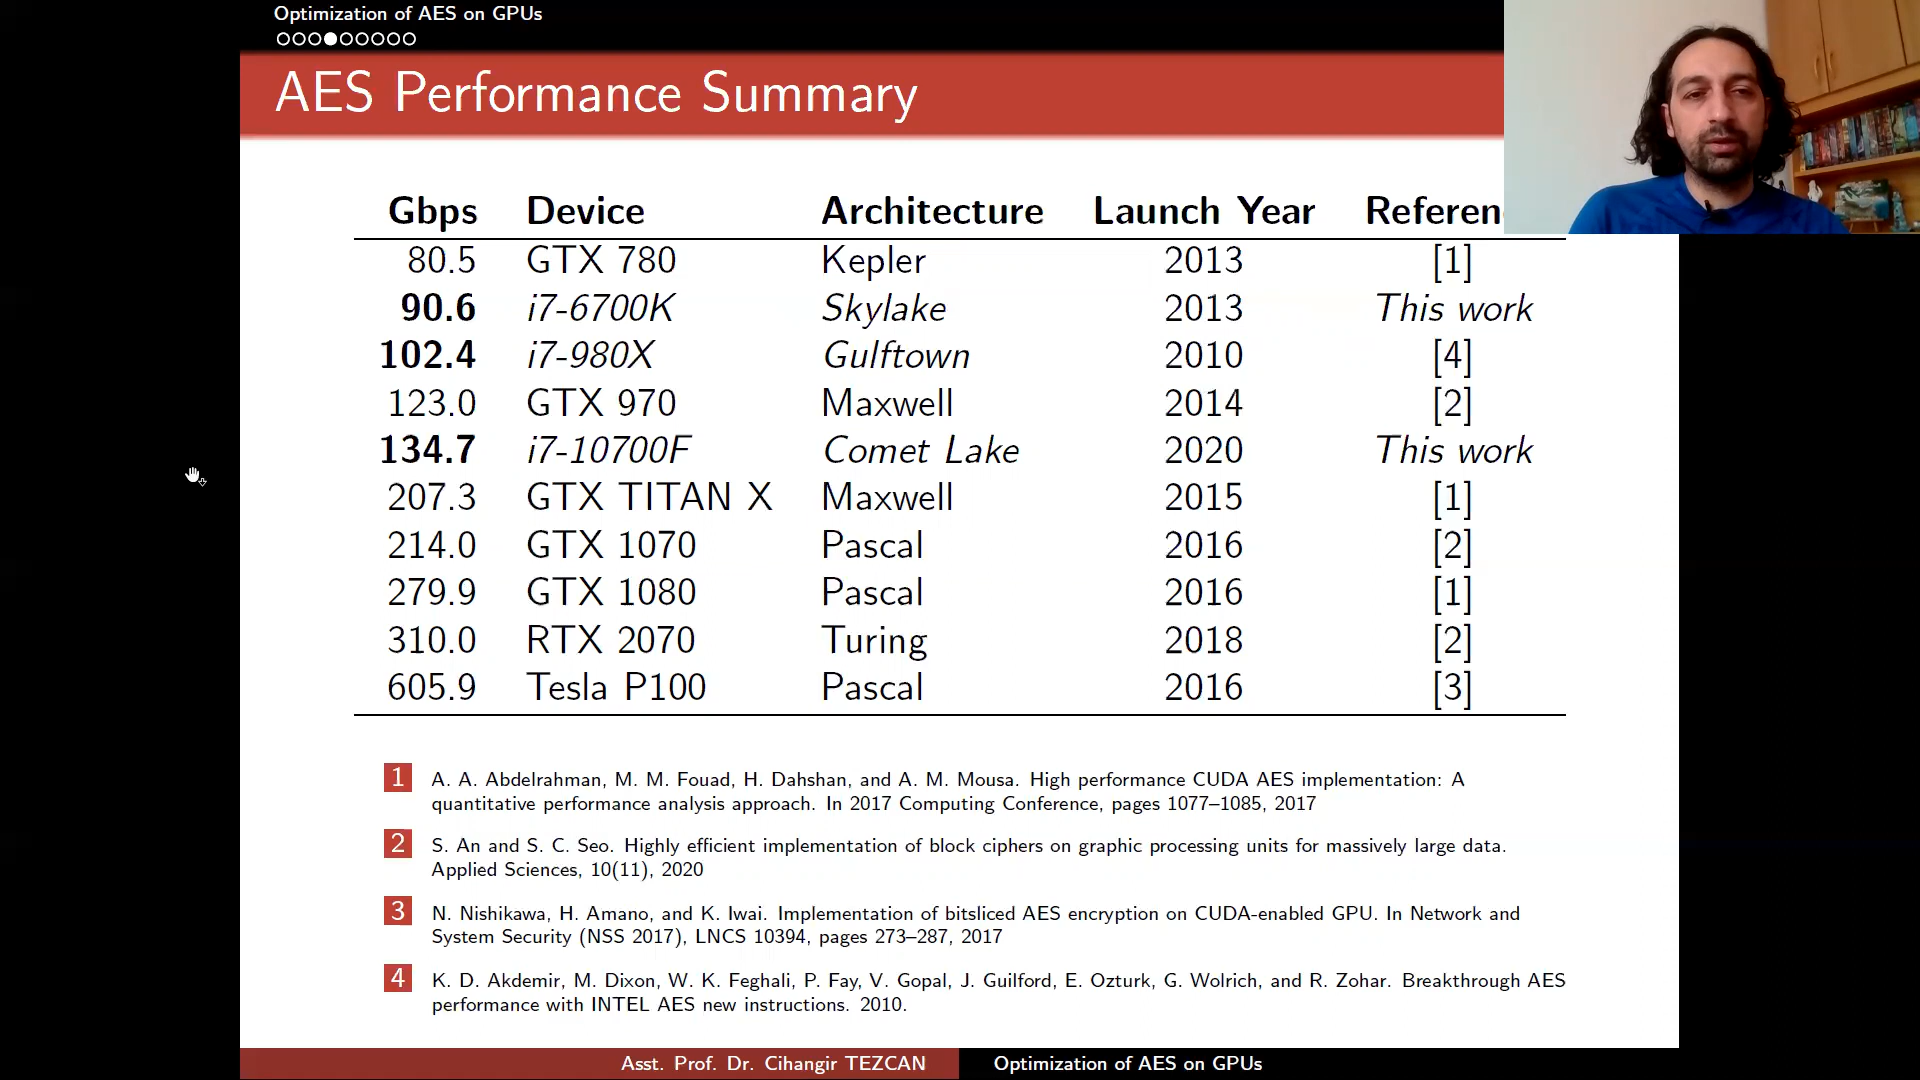 Optimization of AES on GPUs
AES Performance Summary
Gbps Device Architecture Launch Year Referen
80.5 GTX 780 Kepler 2013 [1]
90.6 i7-6700K Skylake 2013 This work
102.4 i7-980X Gulftown 2010 [4]
123.0 GTX 970 Maxwell 2014 [2]
134.7 i7-10700F Comet Lake 2020 This work
207.3 GTX TITAN X Maxwell 2015 [1]
214.0 GTX 1070 Pascal 2016 [2]
279.9 GTX 1080 Pascal 2016 [1]
310.0 RTX 2070 Turing 2018 [2]
605.9 Tesla P100 Pascal 2016 [3]
1 A. A. Abdelrahman, M. M. Fouad, H. Dahshan, and A. M. Mousa. High performance CUDA AES implementation: A
quantitative performance analysis approach. In 2017 Computing Conference, pages 1077–1085, 2017
2 S. An and S. C. Seo. Highly efficient implementation of block ciphers on graphic processing units for massively large data.
Applied Sciences, 10(11), 2020
3 N. Nishikawa, H. Amano, and K. Iwai. Implementation of bitsliced AES encryption on CUDA-enabled GPU. In Network and
System Security (NSS 2017), LNCS 10394, pages 273–287, 2017
4 K. D. Akdemir, M. Dixon, W. K. Feghali, P. Fay, V. Gopal, J. Guilford, E. Ozturk, G. Wolrich, and R. Zohar. Breakthrough AES
performance with INTEL AES new instructions. 2010.
Asst. Prof. Dr. Cihangir TEZCAN Optimization of AES on GPUs